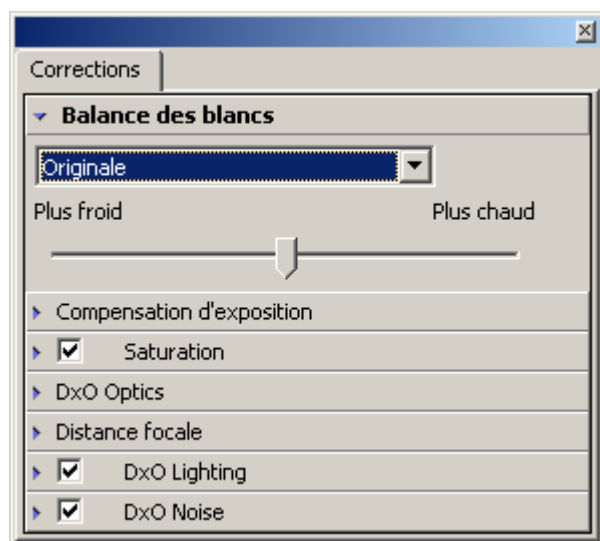 Corrections
Balance des blancs
Originale
Plus froid Plus chaud
Compensation d'exposition
Saturation
DxO Optics
Distance focale
DxO Lighting
DxO Noise